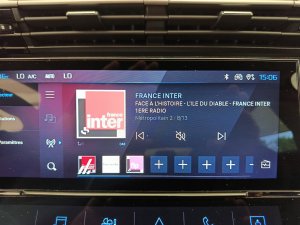 LO A/C AUTO LO 15:06
FRANCE INTER
FACE A L'HISTOIRE - L'ILE DU DIABLE - FRANCE INTER
1ERE RADIO
Métropolitain 2 · 8/13
france
inter